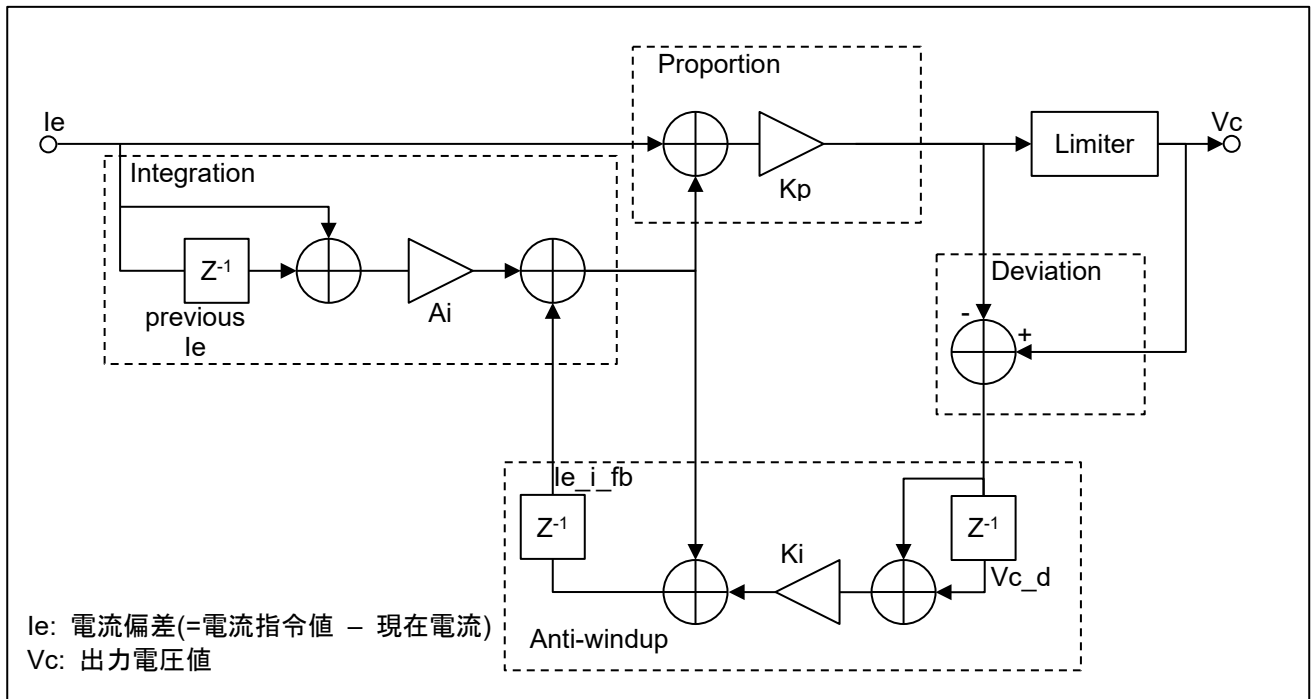 Proportion
Ie
Vc
Limiter
Integration
Kp
Z-1
Ai
previous
Ie
Deviation
-
+
Ie_i_fb
Z-1
Ki
Z-1
Vc_d
Anti-windup
Ie: 電流偏差(=電流指令値 – 現在電流)
Vc: 出力電圧値